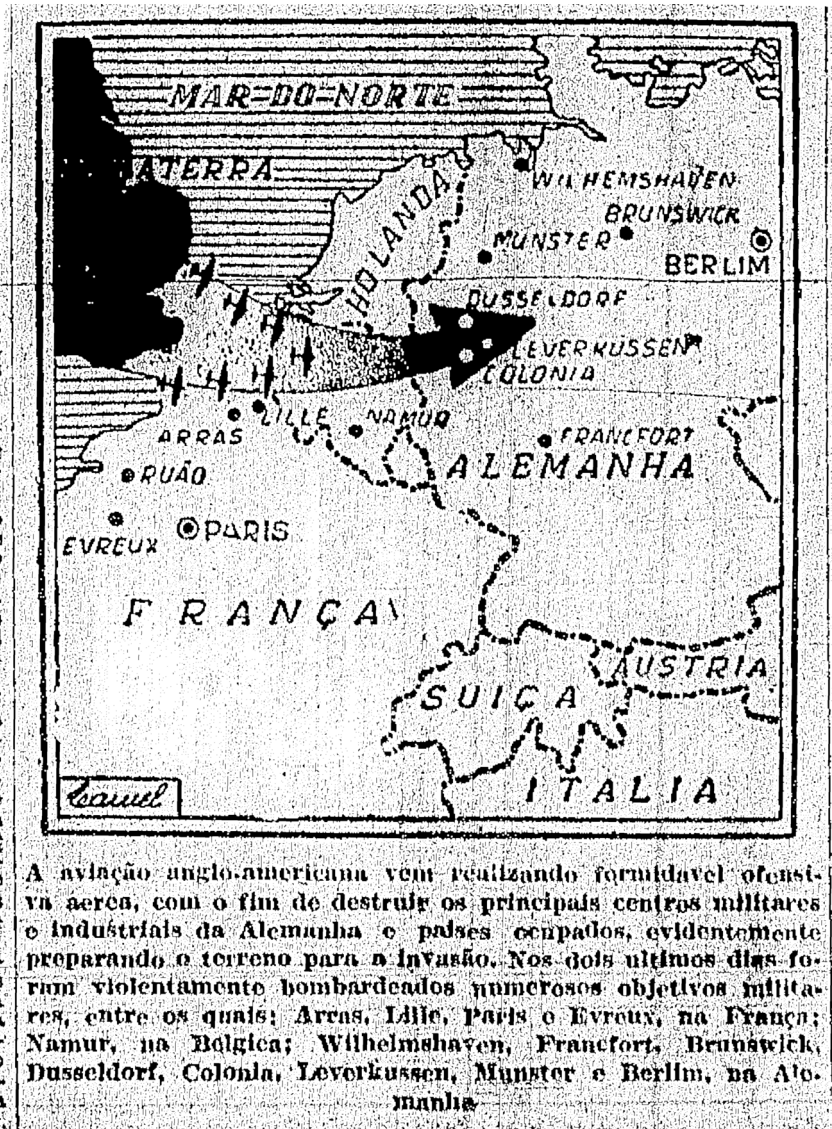 MAR-DO-NORTE
ATERRA
HOLANDA
WILHEMSHAVEN
BRUNSWICK
MUNSTER
BERLIM
DUSSELDORF
LEVERKUSSEN
COLONIA
LILLE
NAMUR
ARRAS
FRANCFORT
ALEMANHA
RUÃO
PARIS
EVREUX
FRANÇA
AUSTRIA
SUIÇA
ITALIA
A aviação anglo-americana vem realizando formidavel ofensi-
va aerea, com o fim de destruir os principais centros militares
e industriais da Alemanha e paises ocupados, evidentemente
preparando o terreno para a invasão. Nos dois ultimos dias fo-
ram violentamente bombardeados numerosos objetivos milita-
res, entre os quais: Arras, Lille, Paris e Evreux, na França;
Namur, na Belgica; Wilhelmshaven, Francfort, Brunswick,
Dusseldorf, Colonia, Leverkussen, Munster e Berlim, na Ale-
manha